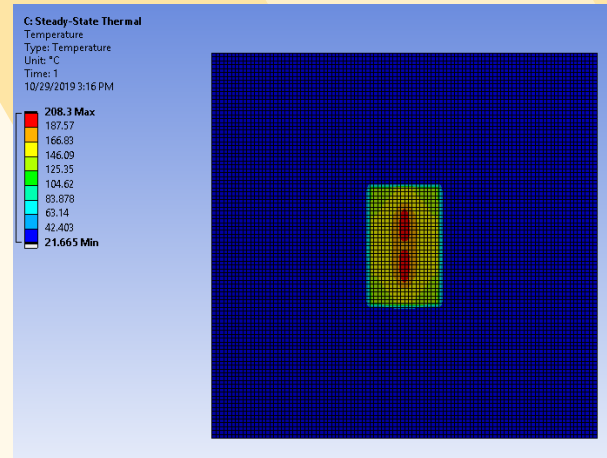 C: Steady-State Thermal
Temperature
Type: Temperature
Unit: °C
Time: 1
10/29/2019 3:16 PM
208.3 Max
187.57
166.83
146.09
125.35
104.62
83.878
63.14
42.403
21.665 Min